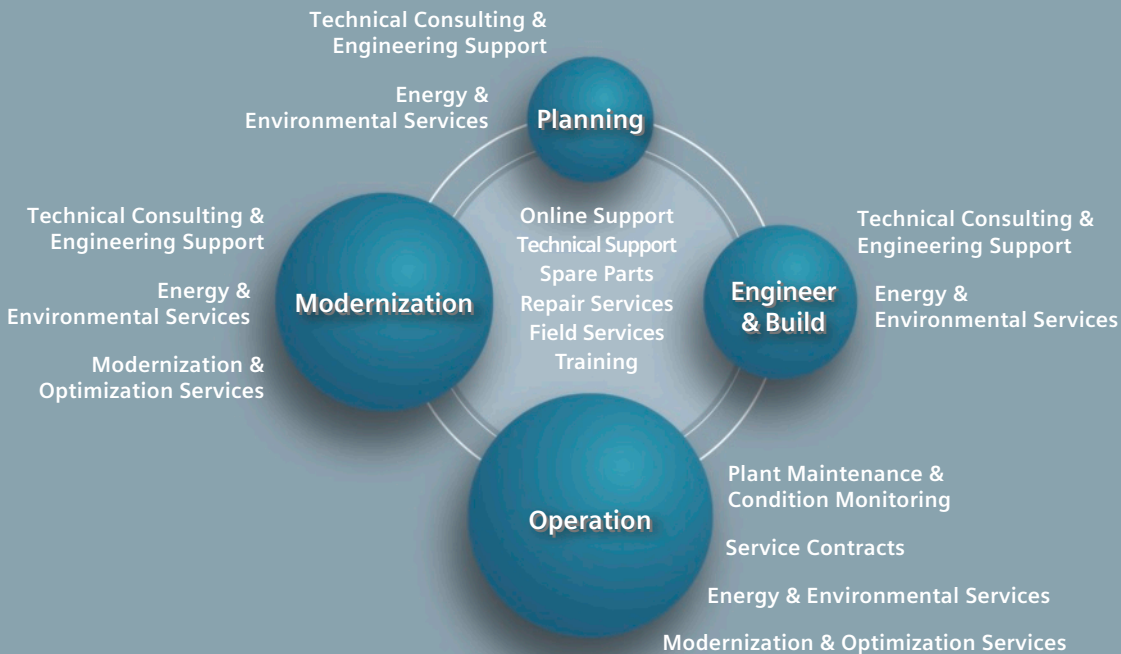 Technical Consulting &
Engineering Support
Energy &
Environmental Services
Planning
Technical Consulting &
Engineering Support
Energy &
Environmental Services
Modernization &
Optimization Services
Modernization
Online Support
Technical Support
Spare Parts
Repair Services
Field Services
Training
Engineer
& Build
Technical Consulting &
Engineering Support
Energy &
Environmental Services
Operation
Plant Maintenance &
Condition Monitoring
Service Contracts
Energy & Environmental Services
Modernization & Optimization Services